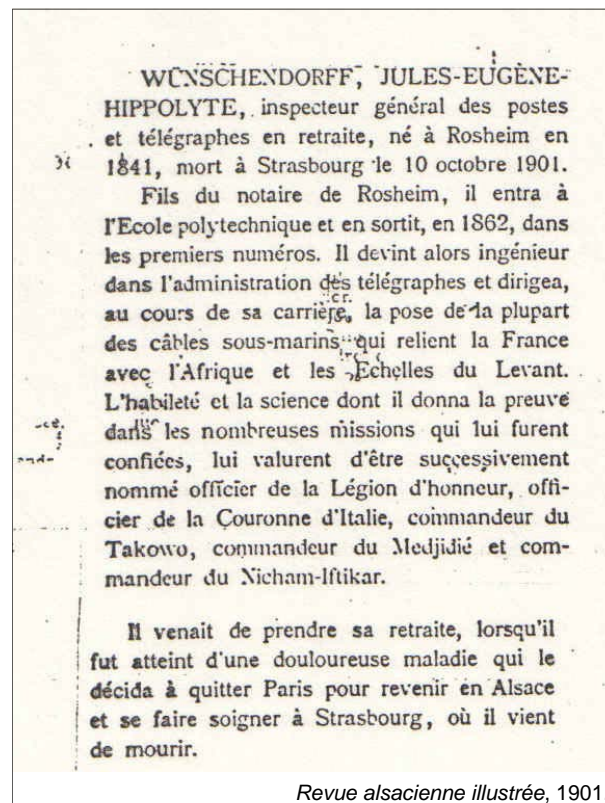 WÜNSCHENDORFF, JULES-EUGÈNE-
HIPPOLYTE, inspecteur général des postes
et télégraphes en retraite, né à Rosheim en
1841, mort à Strasbourg le 10 octobre 1901.
Fils du notaire de Rosheim, il entra à
l'Ecole polytechnique et en sortit, en 1862, dans
les premiers numéros. Il devint alors ingénieur
dans l'administration des télégraphes et dirigea,
au cours de sa carrière, la pose de la plupart
des câbles sous-marins qui relient la France
avec l'Afrique et les Echelles du Levant.
L'habileté et la science dont il donna la preuve
dans les nombreuses missions qui lui furent
confiées, lui valurent d'être successivement
nommé officier de la Légion d'honneur, offi-
cier de la Couronne d'Italie, commandeur du
Takowo, commandeur du Medjidié et com-
mandeur du Nicham-Iftikar.
Il venait de prendre sa retraite, lorsqu'il
fut atteint d'une douloureuse maladie qui le
décida à quitter Paris pour revenir en Alsace
et se faire soigner à Strasbourg, où il vient
de mourir.
Revue alsacienne illustrée, 1901